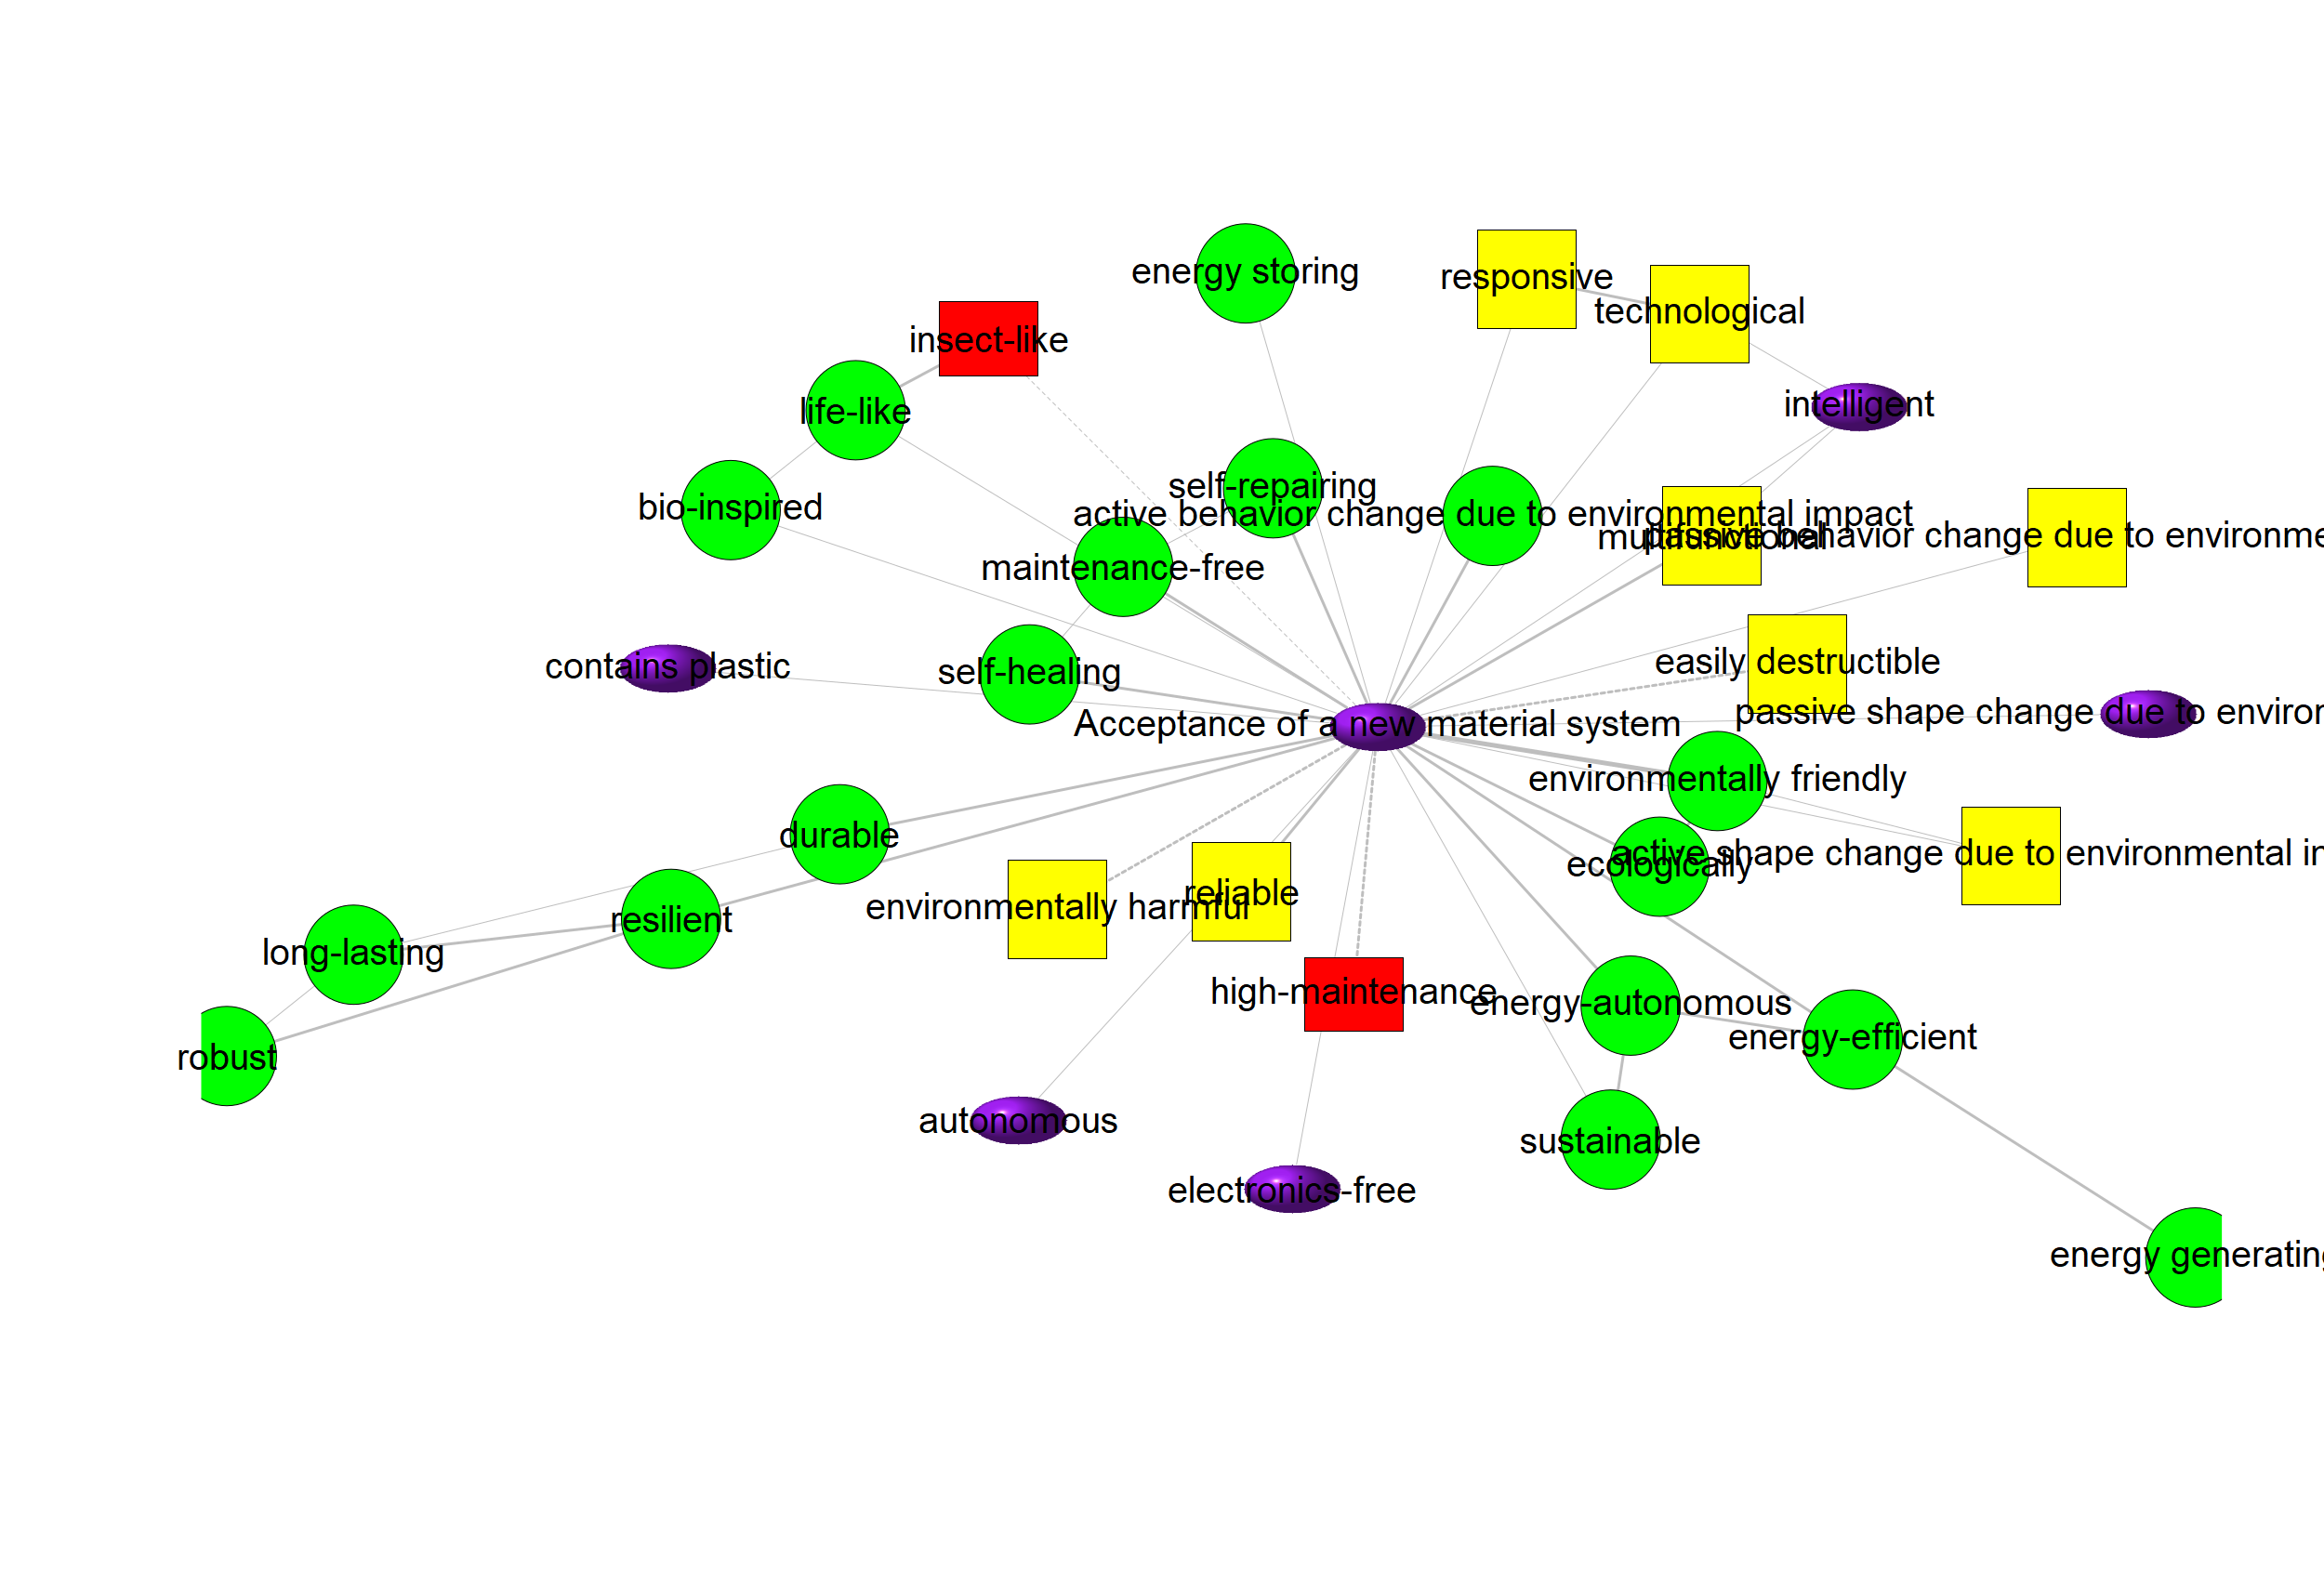 energy storing
responsive
technological
insect-like
life-like
intelligent
self-repairing
bio-inspired
active behavior change due to environmental impact
multifunctional
passive behavior change due to environme
maintenance-free
easily destructible
contains plastic
self-healing
passive shape change due to environ
Acceptance of a new material system
environmentally friendly
durable
active shape change due to environmental in
ecologically
reliable
environmentally harmful
resilient
long-lasting
high-maintenance
energy-autonomous
energy-efficient
robust
autonomous
sustainable
electronics-free
energy generating